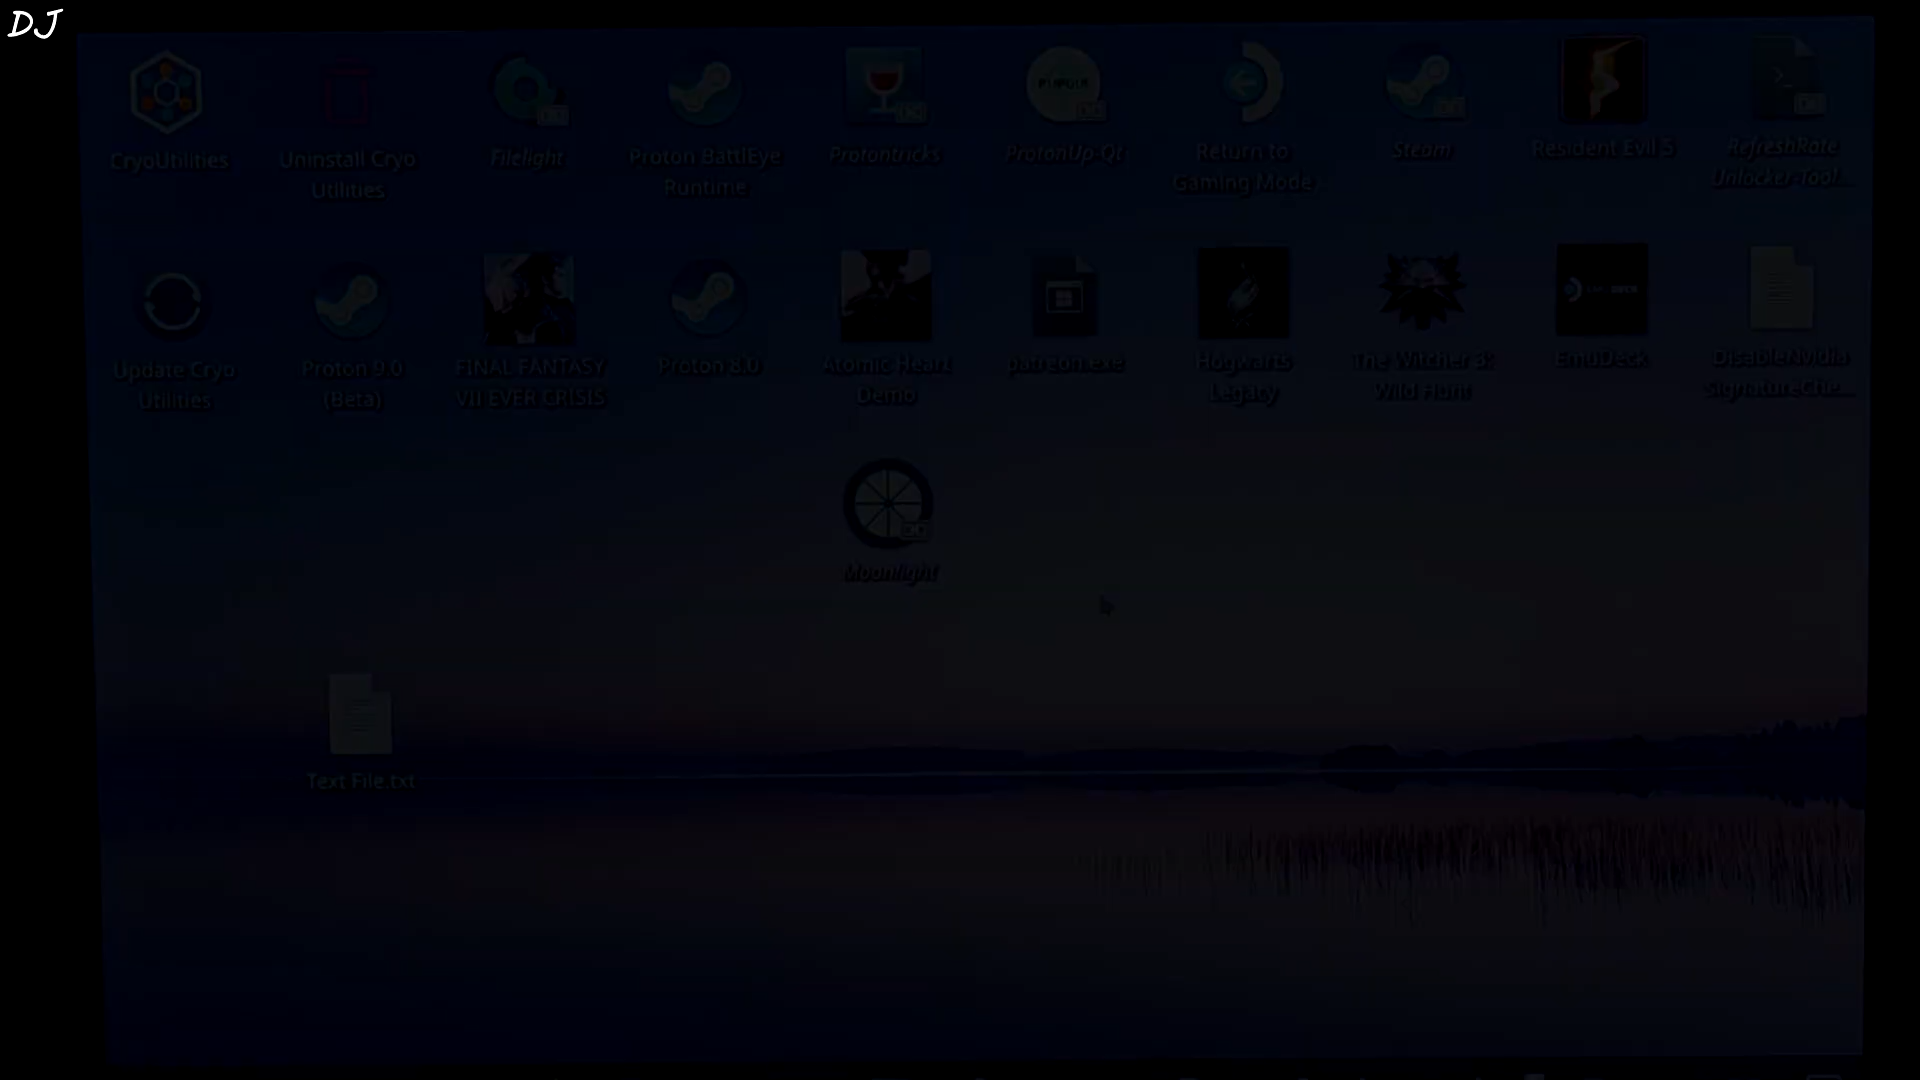 DJ
CryoUtilities
Uninstall Cryo
Utilities
Filelight
Proton BattlEye
Runtime
Protontricks
ProtonUp-Qt
Return to
Gaming Mode
Steam
Resident Evil 5
RefreshRate
Unlocker-Tool...
Update Cryo
Utilities
Proton 9.0
(Beta)
FINAL FANTASY
VII EVER CRISIS
Proton 8.0
Atomic Heart
Demo
patreon.exe
Hogwarts
Legacy
The Witcher 3:
Wild Hunt
EmuDeck
DisableNvidia
SignatureChe...
Moonlight
Text File.txt